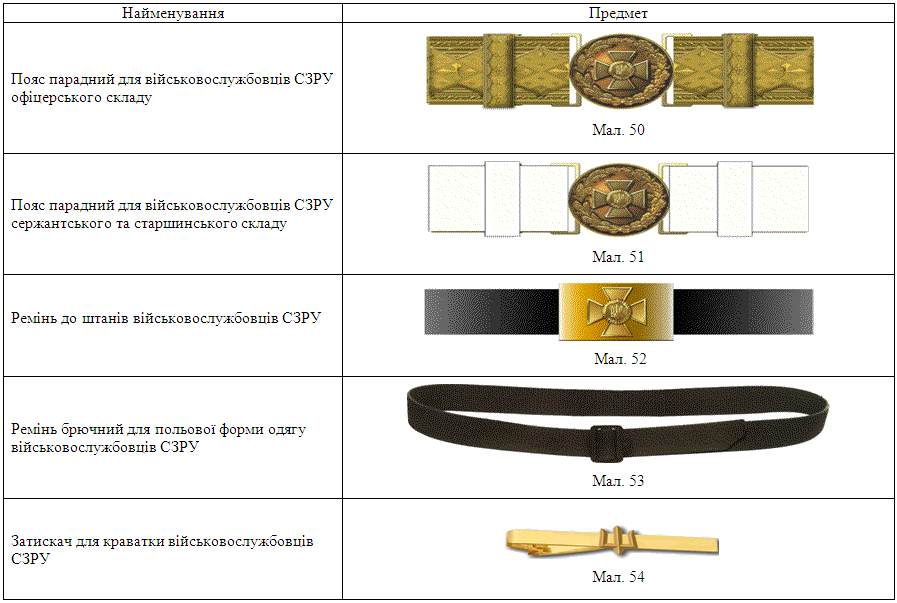 Найменування
Предмет
Пояс парадний для військовослужбовців СЗРУ
офіцерського складу
Мал. 50
Пояс парадний для військовослужбовців СЗРУ
сержантського та старшинського складу
Мал. 51
Ремінь до штанів військовослужбовців СЗРУ
Мал. 52
Ремінь брючний для польової форми одягу
військовослужбовців СЗРУ
Мал. 53
Затискач для краватки військовослужбовців
СЗРУ
Мал. 54